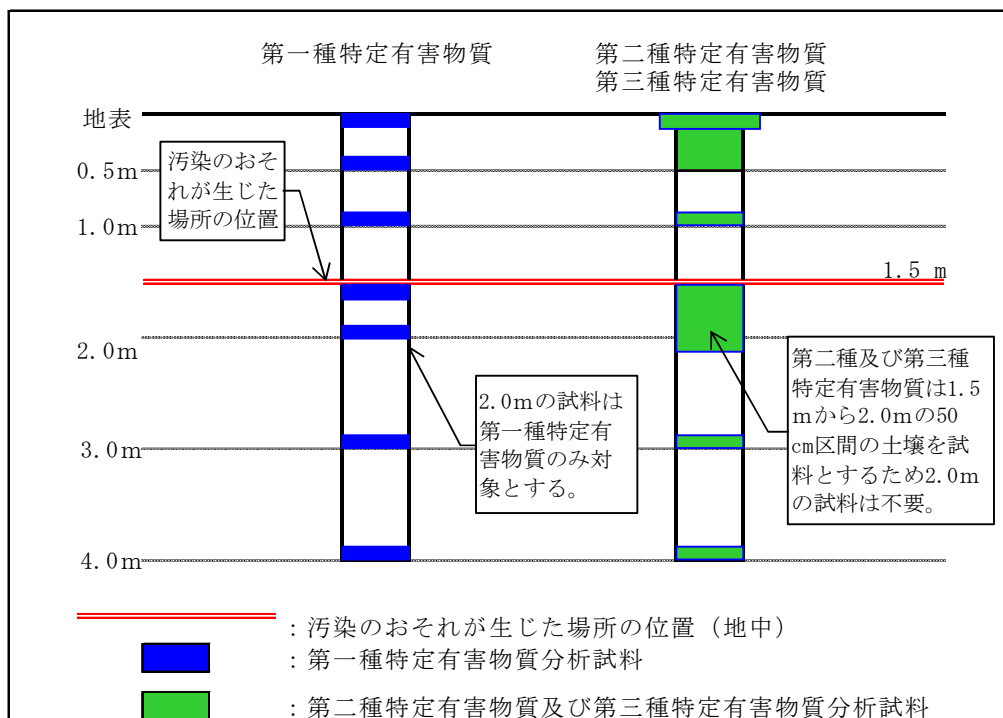 第一種特定有害物質
第二種特定有害物質
第三種特定有害物質
地表
汚染のおそ
れが生じた
場所の位置
0.5m
1.0m
1.5 m
2.0m
2.0mの試料は
第一種特定有
害物質のみ対
象とする。
第二種及び第三種
特定有害物質は1.5
mから2.0mの50
㎝区間の土壌を試
料とするため2.0m
の試料は不要。
3.0m
4.0m
：汚染のおそれが生じた場所の位置（地中）
：第一種特定有害物質分析試料
：第二種特定有害物質及び第三種特定有害物質分析試料